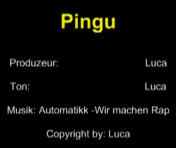 Pingu
Produzeur: Luca
Ton: Luca
Musik: Automatikk -Wir machen Rap
Copyright by: Luca